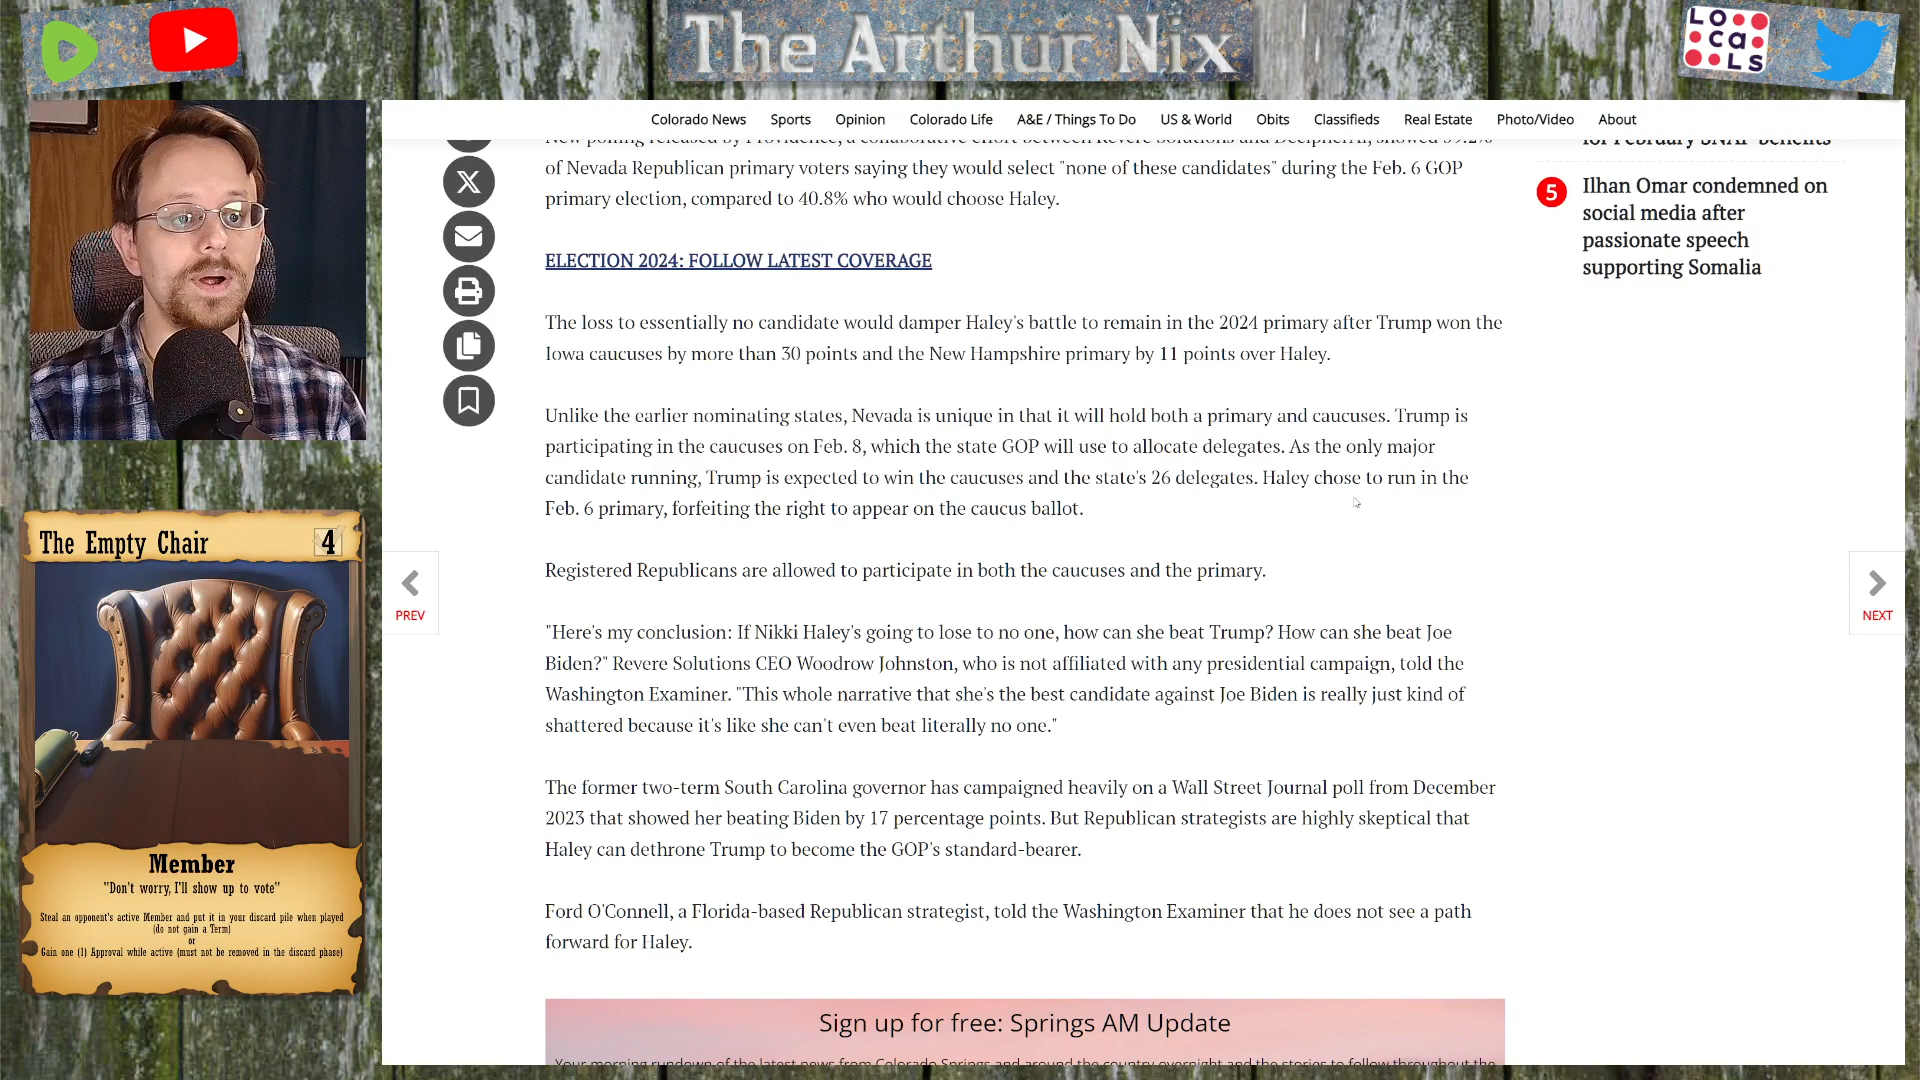 The Arthur Nix
LO
ca
LS
Colorado News Sports Opinion Colorado Life A&E / Things To Do US & World Obits Classifieds Real Estate Photo/Video About
New polling released by Providence, a collaborative effort between Revere Solutions and DecipherAI, showed 59.2%
of Nevada Republican primary voters saying they would select "none of these candidates" during the Feb. 6 GOP
primary election, compared to 40.8% who would choose Haley.
ELECTION 2024: FOLLOW LATEST COVERAGE
The loss to essentially no candidate would damper Haley's battle to remain in the 2024 primary after Trump won the
Iowa caucuses by more than 30 points and the New Hampshire primary by 11 points over Haley.
Unlike the earlier nominating states, Nevada is unique in that it will hold both a primary and caucuses. Trump is
participating in the caucuses on Feb. 8, which the state GOP will use to allocate delegates. As the only major
candidate running, Trump is expected to win the caucuses and the state's 26 delegates. Haley chose to run in the
Feb. 6 primary, forfeiting the right to appear on the caucus ballot.
Registered Republicans are allowed to participate in both the caucuses and the primary.
"Here's my conclusion: If Nikki Haley's going to lose to no one, how can she beat Trump? How can she beat Joe
Biden?" Revere Solutions CEO Woodrow Johnston, who is not affiliated with any presidential campaign, told the
Washington Examiner. "This whole narrative that she's the best candidate against Joe Biden is really just kind of
shattered because it's like she can't even beat literally no one."
The former two-term South Carolina governor has campaigned heavily on a Wall Street Journal poll from December
2023 that showed her beating Biden by 17 percentage points. But Republican strategists are highly skeptical that
Haley can dethrone Trump to become the GOP's standard-bearer.
Ford O'Connell, a Florida-based Republican strategist, told the Washington Examiner that he does not see a path
forward for Haley.
Sign up for free: Springs AM Update
Your morning rundown of the latest news from Colorado Springs and around the country overnight and the stories to follow throughout the
for February SNAP benefits
5 Ilhan Omar condemned on
social media after
passionate speech
supporting Somalia
PREV
NEXT
The Empty Chair 4
Member
"Don't worry, I'll show up to vote"
Steal an opponent's active Member and put it in your discard pile when played
(do not gain a Term)
or
Gain one (1) Approval while active (must not be removed in the discard phase)